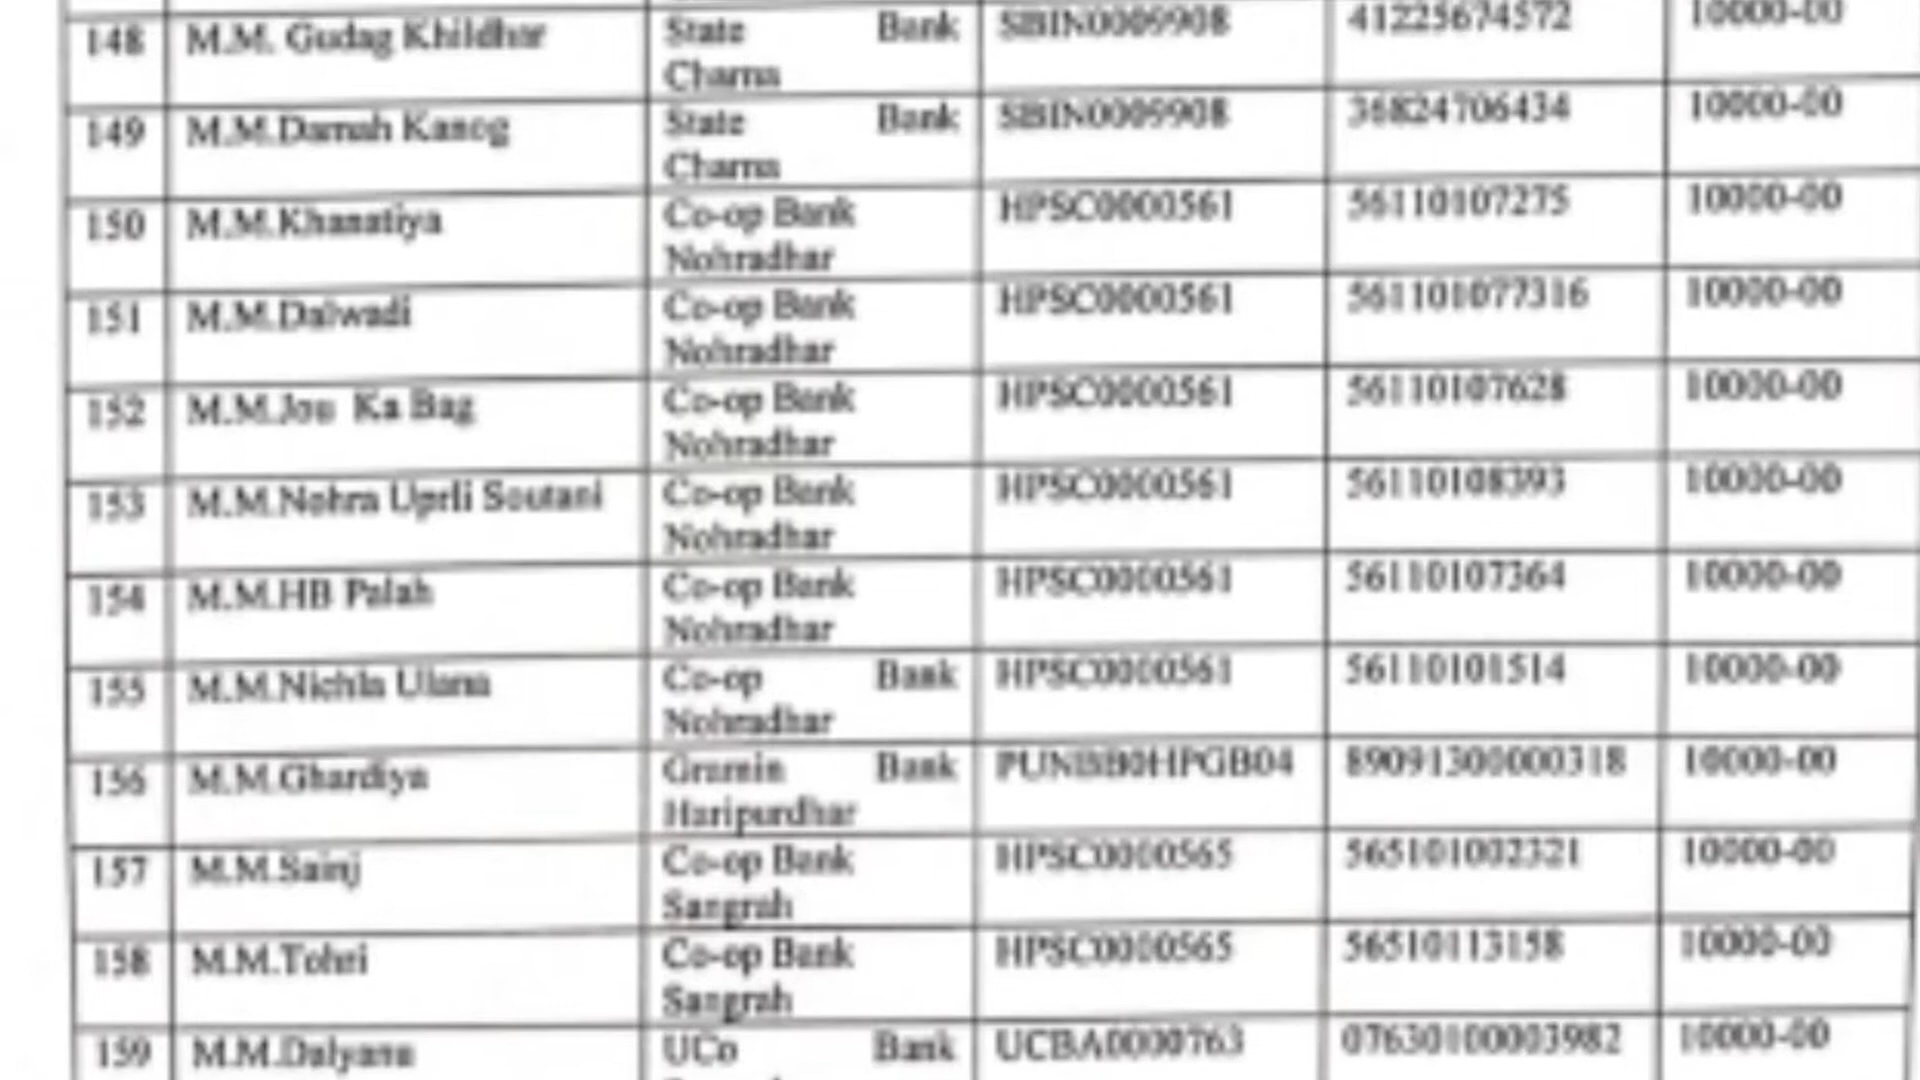 148 M.M. Gudag Khildhar State Bank SBIN0009908 41225674572 10000-00
Charna
149 M.M.Damah Kanog State Bank SBIN0009908 36824706434 10000-00
Charna
150 M.M.Khanatiya Co-op Bank HPSC0000561 56110107275 10000-00
Nohradhar
151 M.M.Dalwadi Co-op Bank HPSC0000561 561101077316 10000-00
Nohradhar
152 M.M.Jou Ka Bag Co-op Bank HPSC0000561 56110107628 10000-00
Nohradhar
153 M.M.Nohra Uprli Soutani Co-op Bank HPSC0000561 56110108393 10000-00
Nohradhar
154 M.M.HB Palah Co-op Bank HPSC0000561 56110107364 10000-00
Nohradhar
155 M.M.Nichla Ulana Co-op Bank HPSC0000561 56110101514 10000-00
Nohradhar
156 M.M.Ghardiya Gramin Bank PUNBB0HPGB04 89091300000318 10000-00
Haripurdhar
157 M.M.Sainj Co-op Bank HPSC0000565 565101002321 10000-00
Sangrah
158 M.M.Tohri Co-op Bank HPSC0000565 56510113158 10000-00
Sangrah
159 M.M.Dalyana UCo Bank UCBA0000763 07630100003982 10000-00